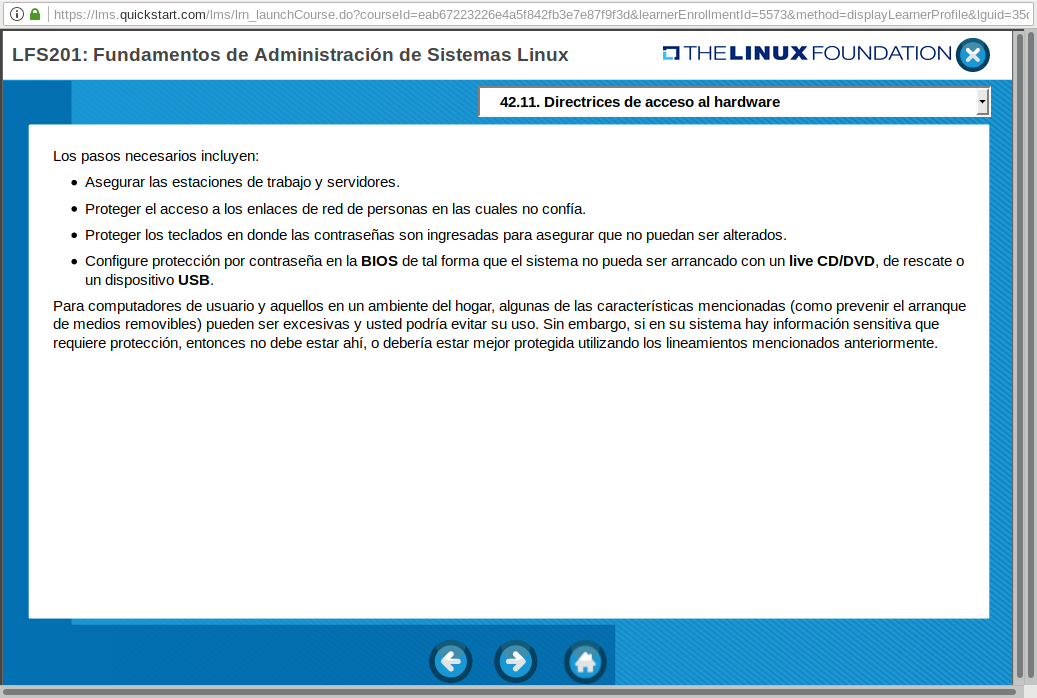 https://lms.quickstart.com/lms/lrn_launchCourse.do?courseId=eab67223226e4a5f842fb3e7e87f9f3d&learnerEnrollmentId=5573&method=displayLearnerProfile&lguid=35c
LFS201: Fundamentos de Administración de Sistemas Linux
THE LINUX FOUNDATION
42.11. Directrices de acceso al hardware
Los pasos necesarios incluyen:
• Asegurar las estaciones de trabajo y servidores.
• Proteger el acceso a los enlaces de red de personas en las cuales no confía.
• Proteger los teclados en donde las contraseñas son ingresadas para asegurar que no puedan ser alterados.
• Configure protección por contraseña en la BIOS de tal forma que el sistema no pueda ser arrancado con un live CD/DVD, de rescate o
un dispositivo USB.
Para computadores de usuario y aquellos en un ambiente del hogar, algunas de las características mencionadas (como prevenir el arranque
de medios removibles) pueden ser excesivas y usted podría evitar su uso. Sin embargo, si en su sistema hay información sensitiva que
requiere protección, entonces no debe estar ahí, o debería estar mejor protegida utilizando los lineamientos mencionados anteriormente.